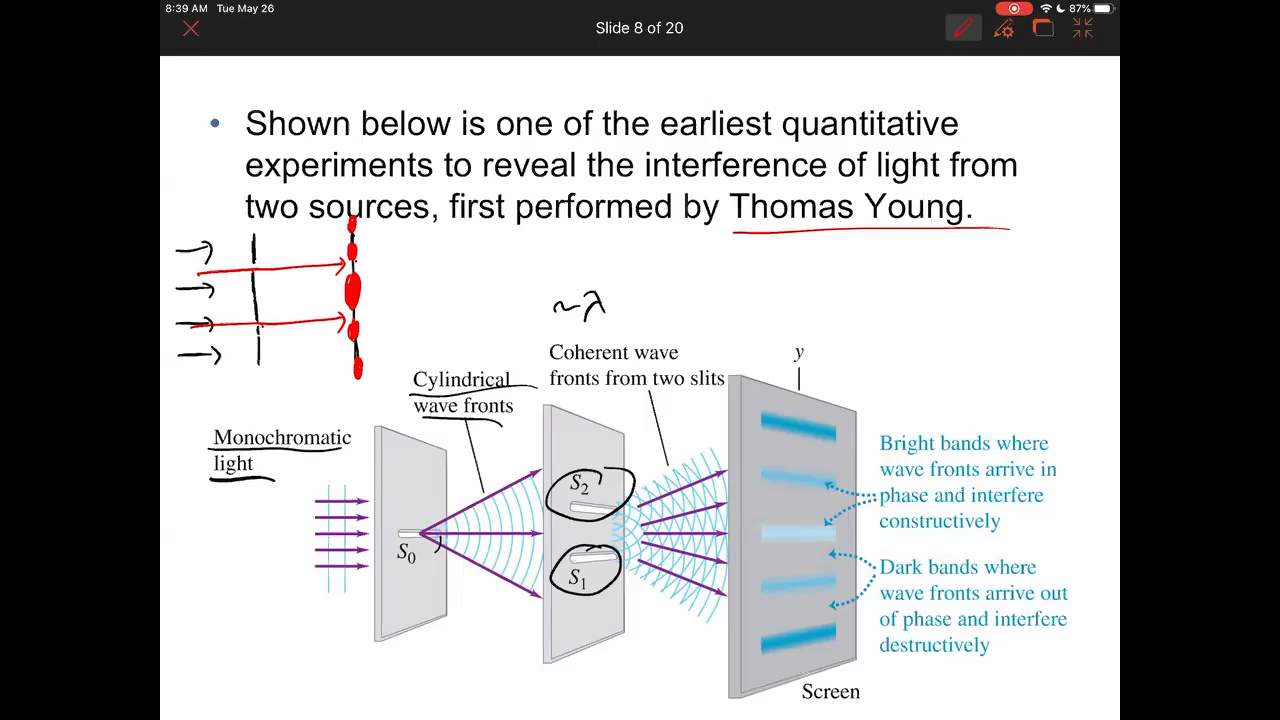 8:39 AM Tue May 26
87%
Slide 8 of 20
• Shown below is one of the earliest quantitative
experiments to reveal the interference of light from
two sources, first performed by Thomas Young.
~λ
Coherent wave
fronts from two slits
y
Cylindrical
wave fronts
Monochromatic
light
S0
S2
S1
Bright bands where
wave fronts arrive in
phase and interfere
constructively
Dark bands where
wave fronts arrive out
of phase and interfere
destructively
Screen